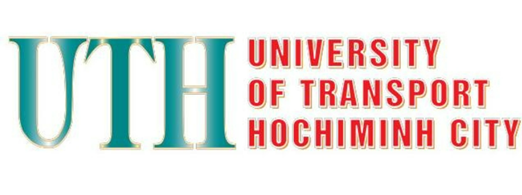 UTH
UNIVERSITY
OF TRANSPORT
HOCHIMINH CITY